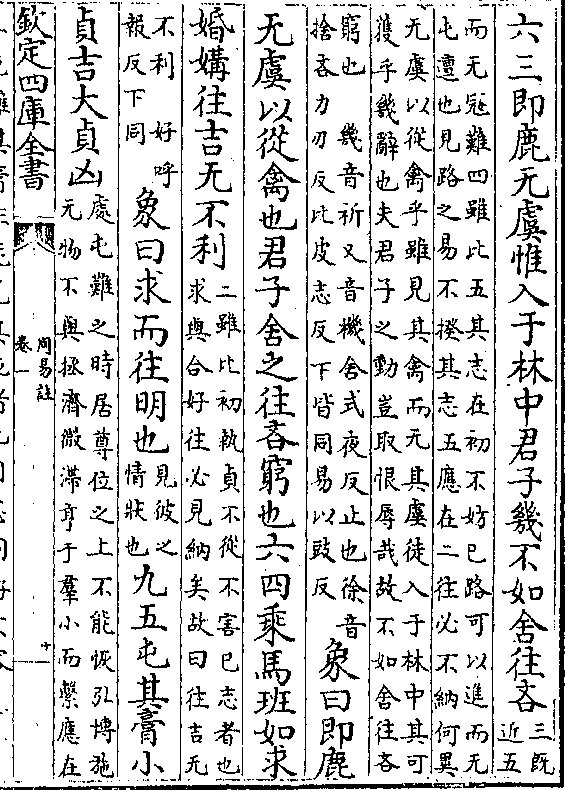 六三即鹿无虞惟入于林中君子幾不如舍往吝三既
近五
而无寇難四雖比五其志在初不妨己路可以進而无
屯邅也見路之易不揆其志五應在二往必不納何異
无虞以從禽乎雖見其禽而无其虞徒入于林中其可
獲乎幾辭也夫君子之動豈取恨辱哉故不如舍往吝
窮也 幾音祈又音機舍式夜反止也徐音
捨吝力刃反比皮志反下皆同易以豉反
象曰即鹿
无虞以從禽也君子舍之往吝窮也六四乘馬班如求
婚媾往吉无不利
二雖比初執貞不從不害己志者也
求與合好往必見納矣故曰往吉无
不利 好呼
報反下同
象曰求而往明也
見彼之
情狀也
九五屯其膏小
貞吉大貞凶
處屯難之時居尊位之上不能恢弘博施
无物不與拯濟微滯亨于羣小而繫應在
欽定四庫全書
周易註
卷一
十